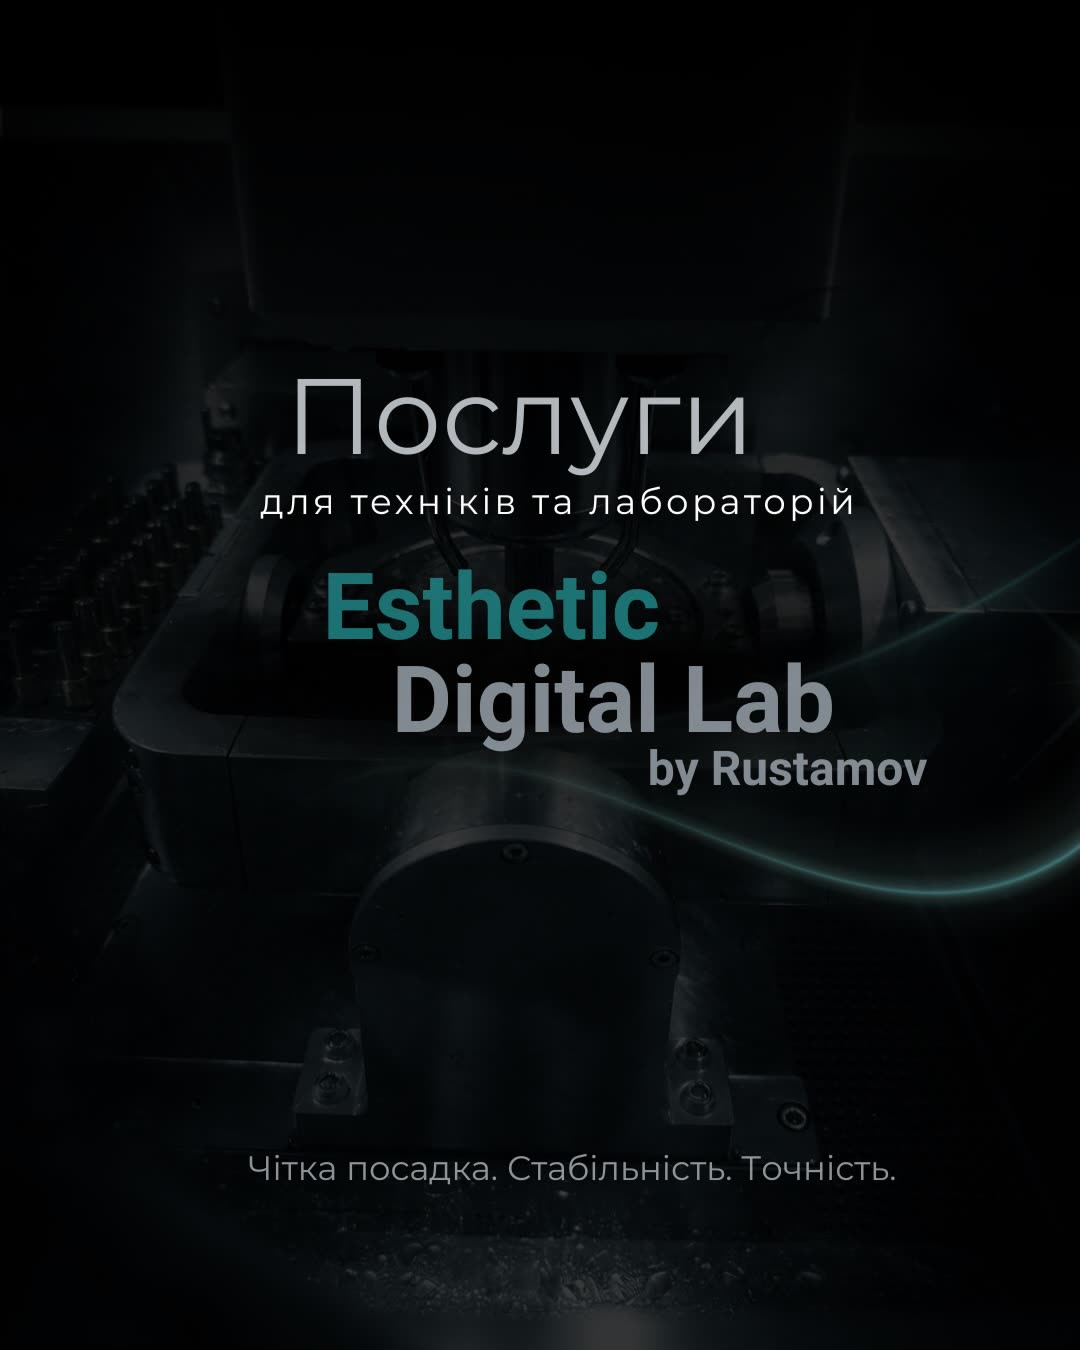 Послуги
для техніків та лабораторій
Esthetic
Digital Lab
by Rustamov
Чітка посадка. Стабільність. Точність.